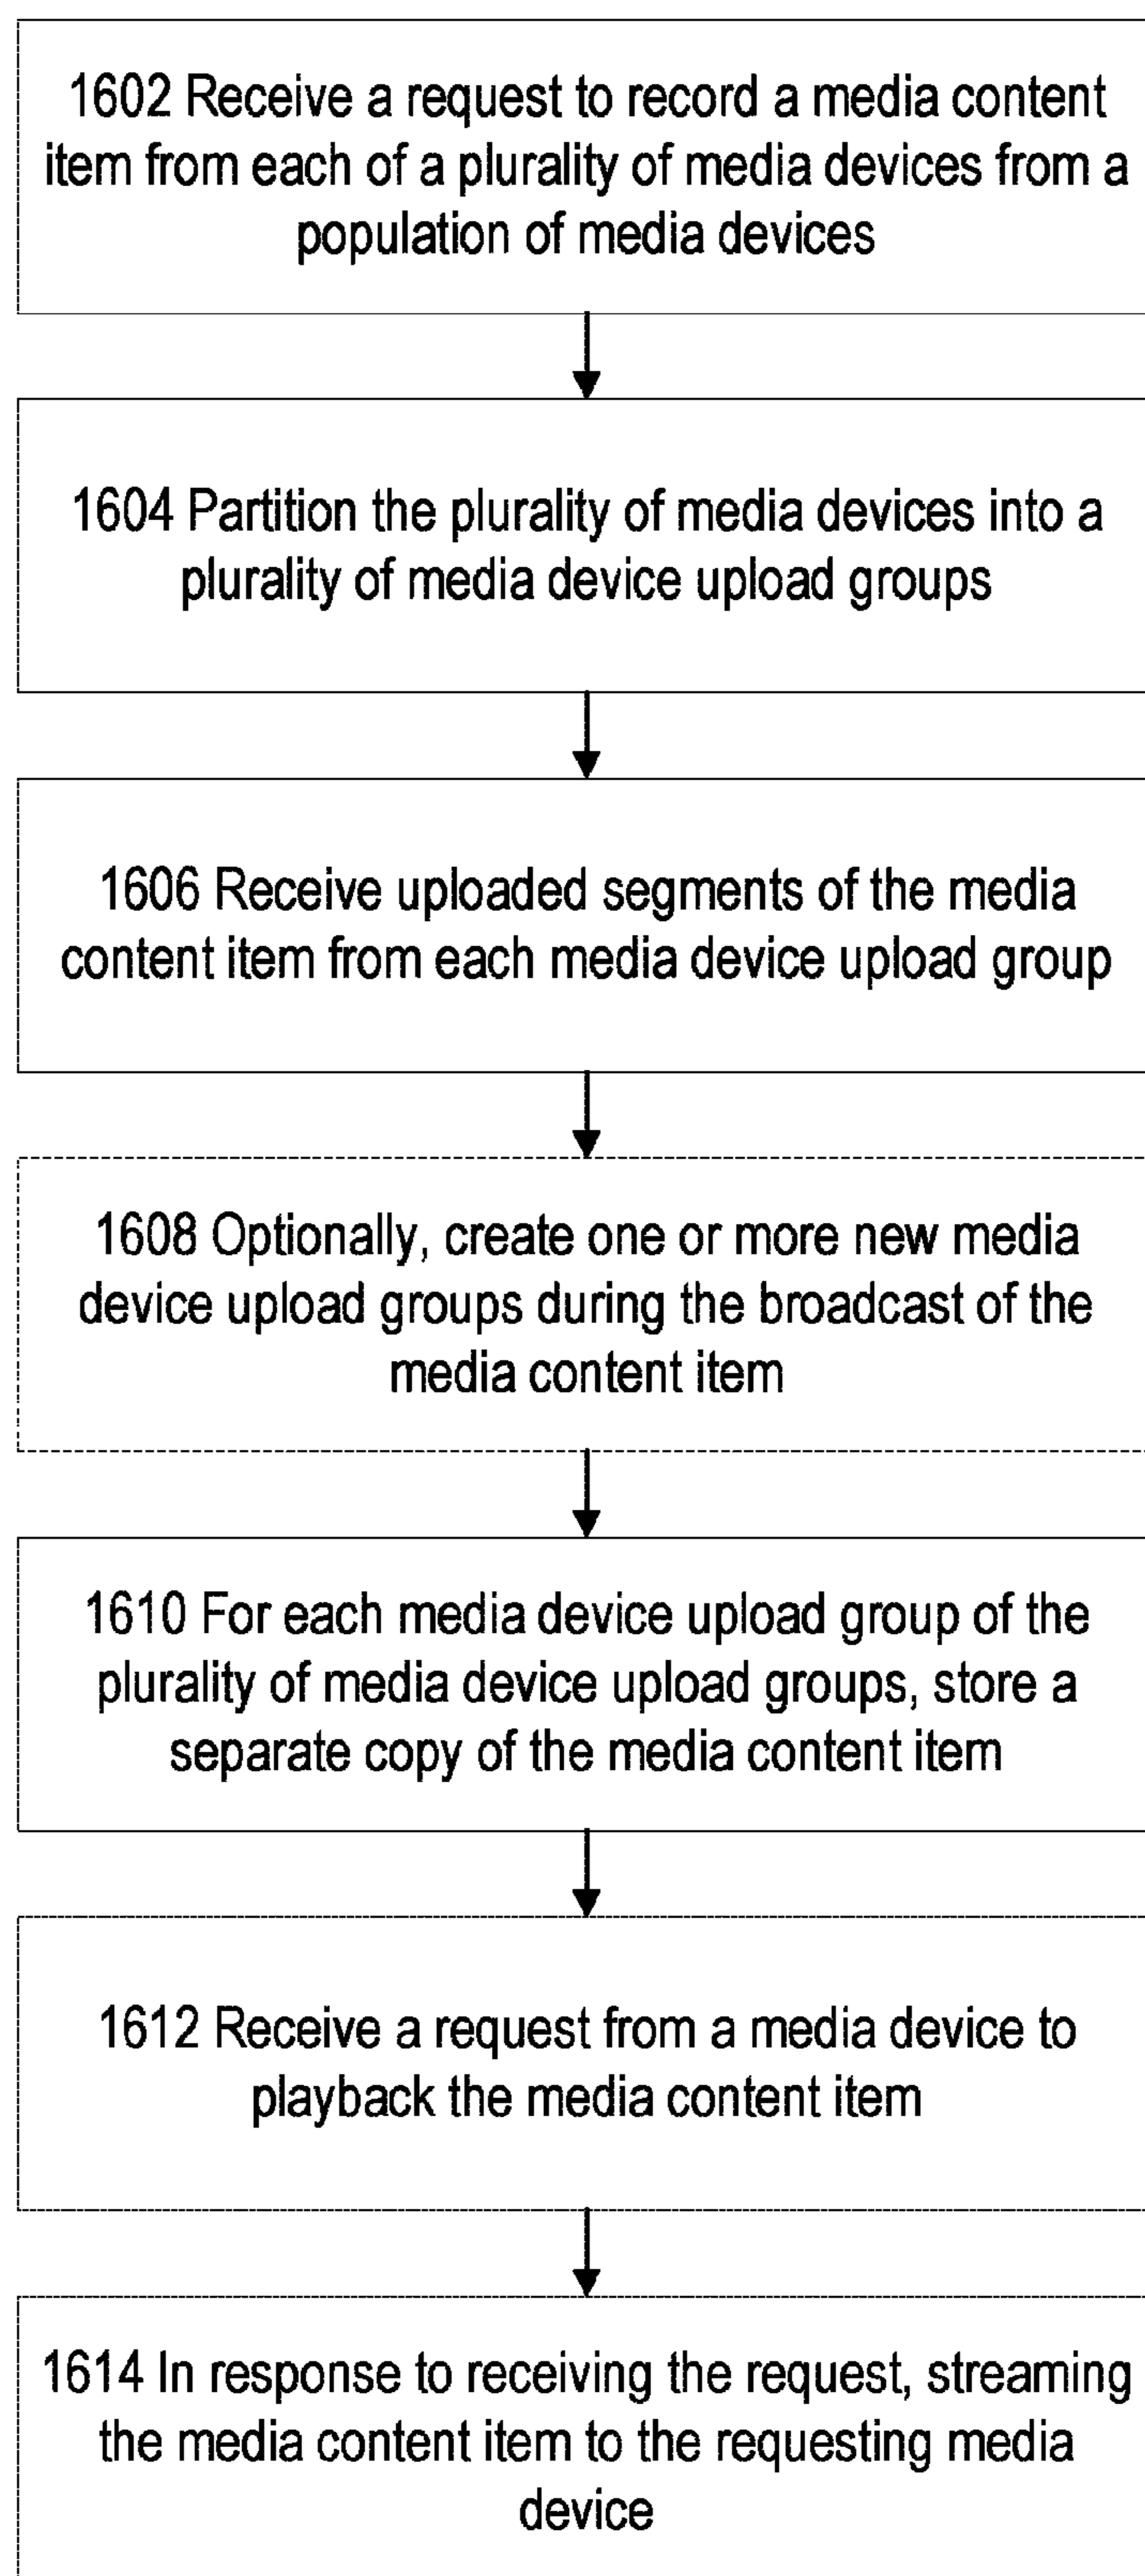 1602 Receive a request to record a media content
item from each of a plurality of media devices from a
population of media devices
1604 Partition the plurality of media devices into a
plurality of media device upload groups
1606 Receive uploaded segments of the media
content item from each media device upload group
1608 Optionally, create one or more new media
device upload groups during the broadcast of the
media content item
1610 For each media device upload group of the
plurality of media device upload groups, store a
separate copy of the media content item
1612 Receive a request from a media device to
playback the media content item
1614 In response to receiving the request, streaming
the media content item to the requesting media
device